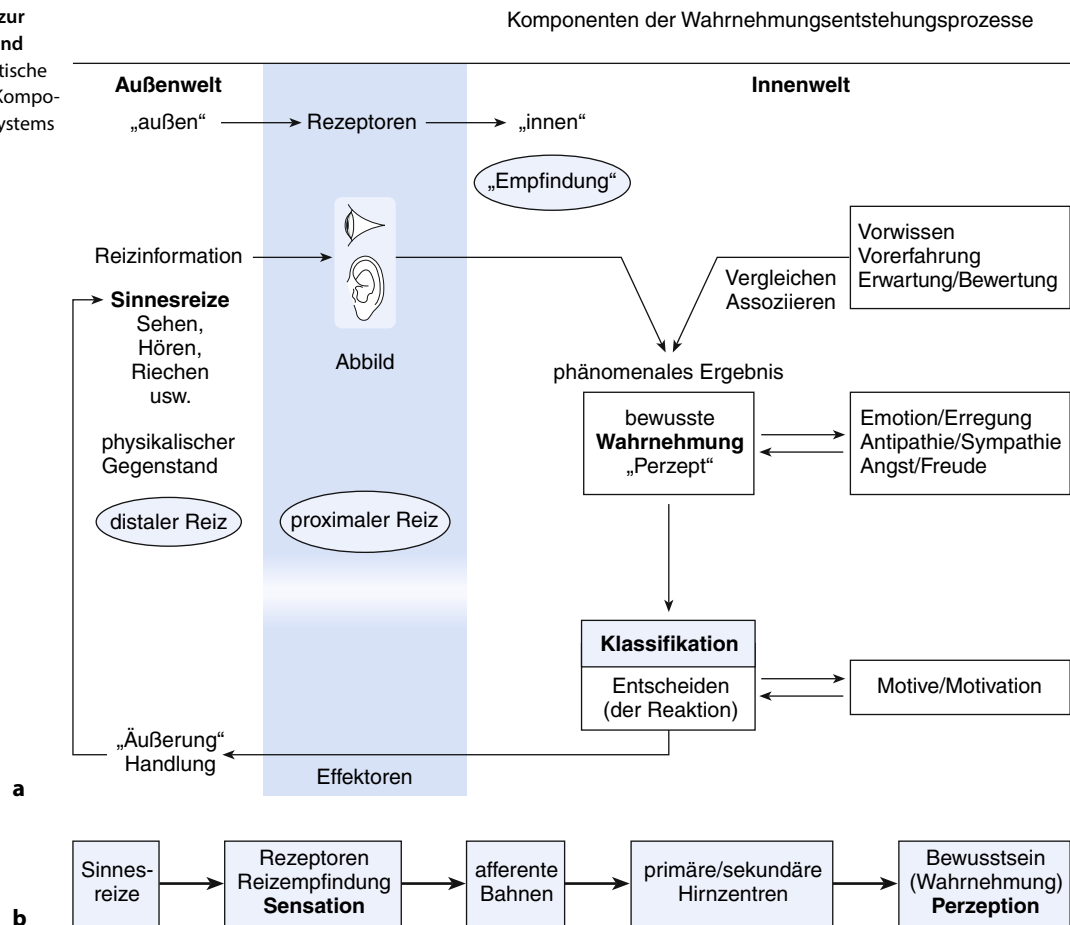 zur
nd
tische
Kompo-
ystems
Komponenten der Wahrnehmungsentstehungsprozesse
Außenwelt
Innenwelt
„außen“
Rezeptoren
„innen“
„Empfindung“
Reizinformation
Vorwissen
Vorerfahrung
Erwartung/Bewertung
Vergleichen
Assoziieren
Sinnesreize
Sehen,
Hören,
Riechen
usw.
Abbild
phänomenales Ergebnis
bewusste
Wahrnehmung
„Perzept“
Emotion/Erregung
Antipathie/Sympathie
Angst/Freude
physikalischer
Gegenstand
distaler Reiz
proximaler Reiz
Klassifikation
Entscheiden
(der Reaktion)
Motive/Motivation
„Äußerung“
Handlung
Effektoren
a
Sinnes-
reize
Rezeptoren
Reizempfindung
Sensation
afferente
Bahnen
primäre/sekundäre
Hirnzentren
Bewusstsein
(Wahrnehmung)
Perzeption
b